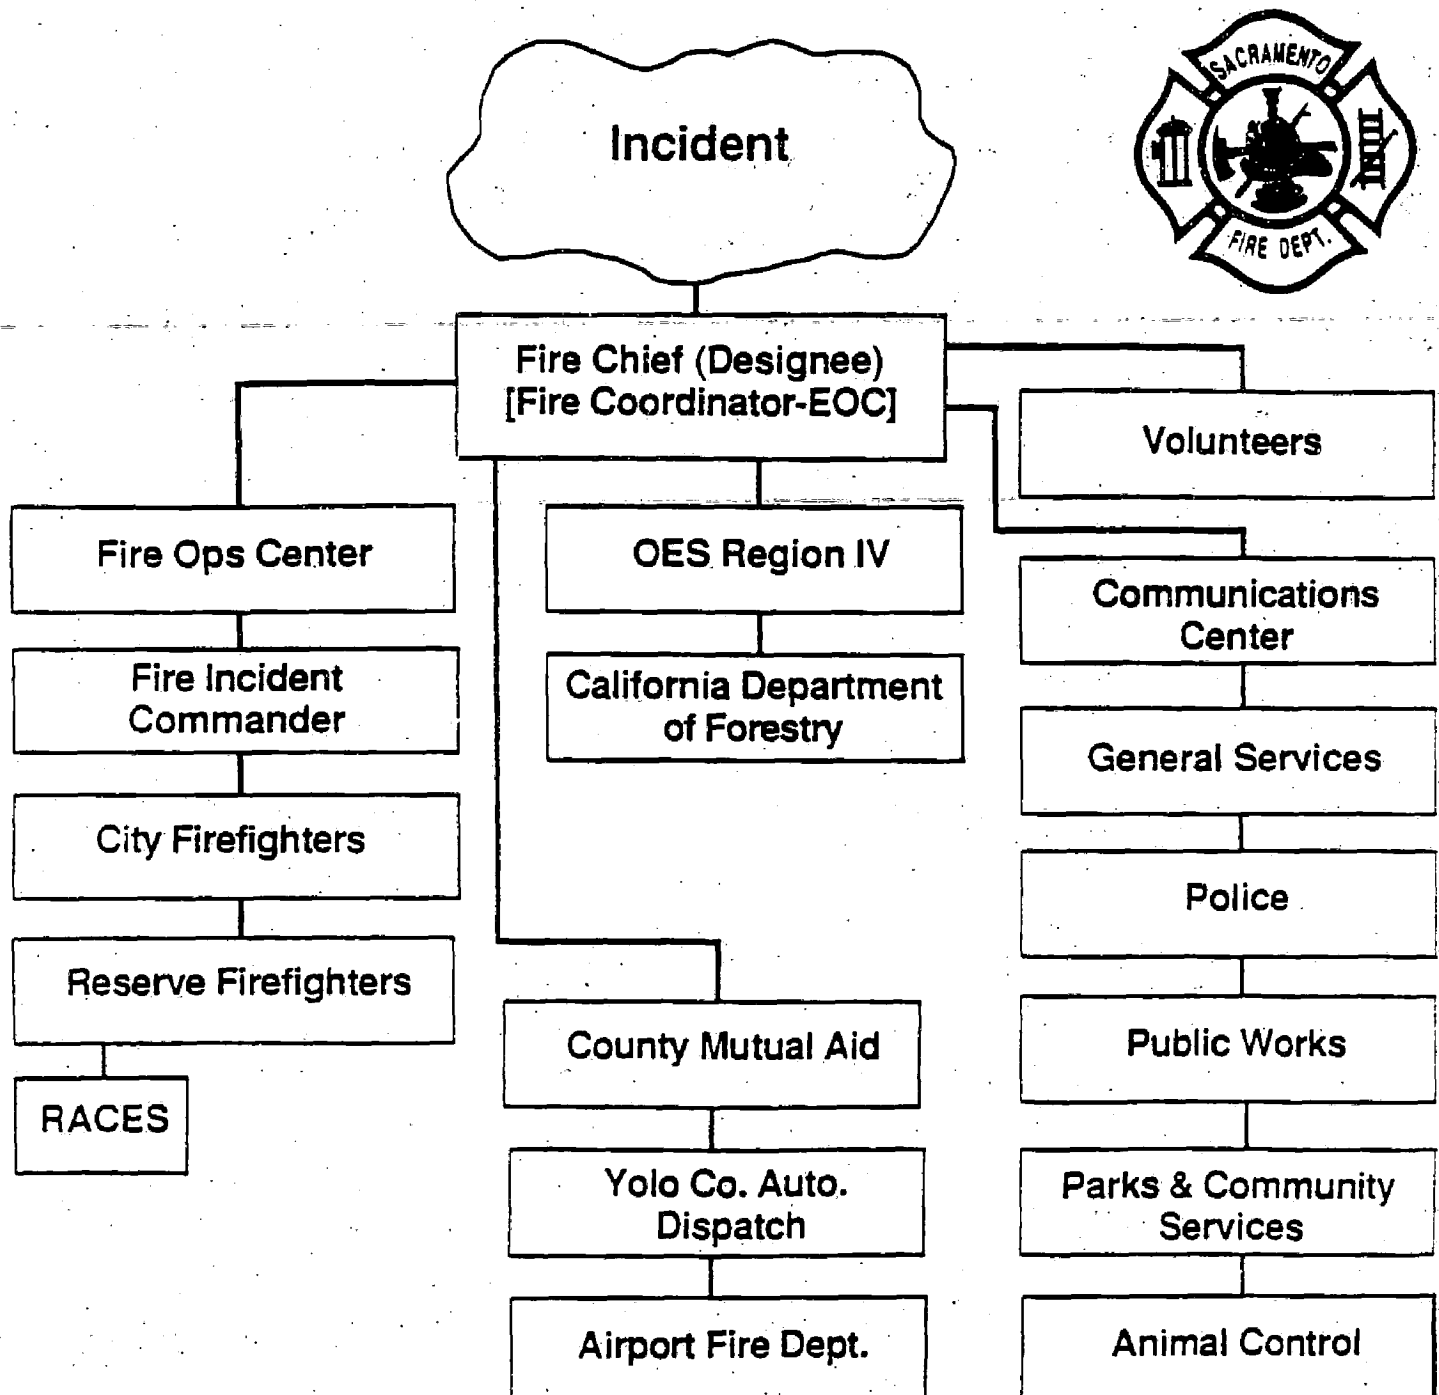 Incident
SACRAMENTO
FIRE DEPT.
Fire Chief (Designee)
[Fire Coordinator-EOC]
Volunteers
Fire Ops Center
OES Region IV
Communications
Center
Fire Incident
Commander
California Department
of Forestry
General Services
City Firefighters
Police
Reserve Firefighters
County Mutual Aid
Public Works
RACES
Yolo Co. Auto.
Dispatch
Parks & Community
Services
Airport Fire Dept.
Animal Control